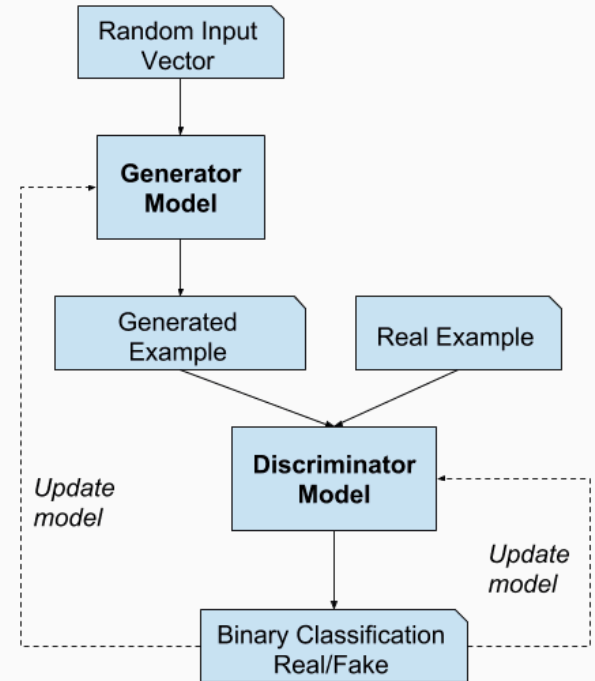 Random Input
Vector
Generator
Model
Generated
Example
Real Example
Discriminator
Model
Update
model
Update
model
Binary Classification
Real/Fake